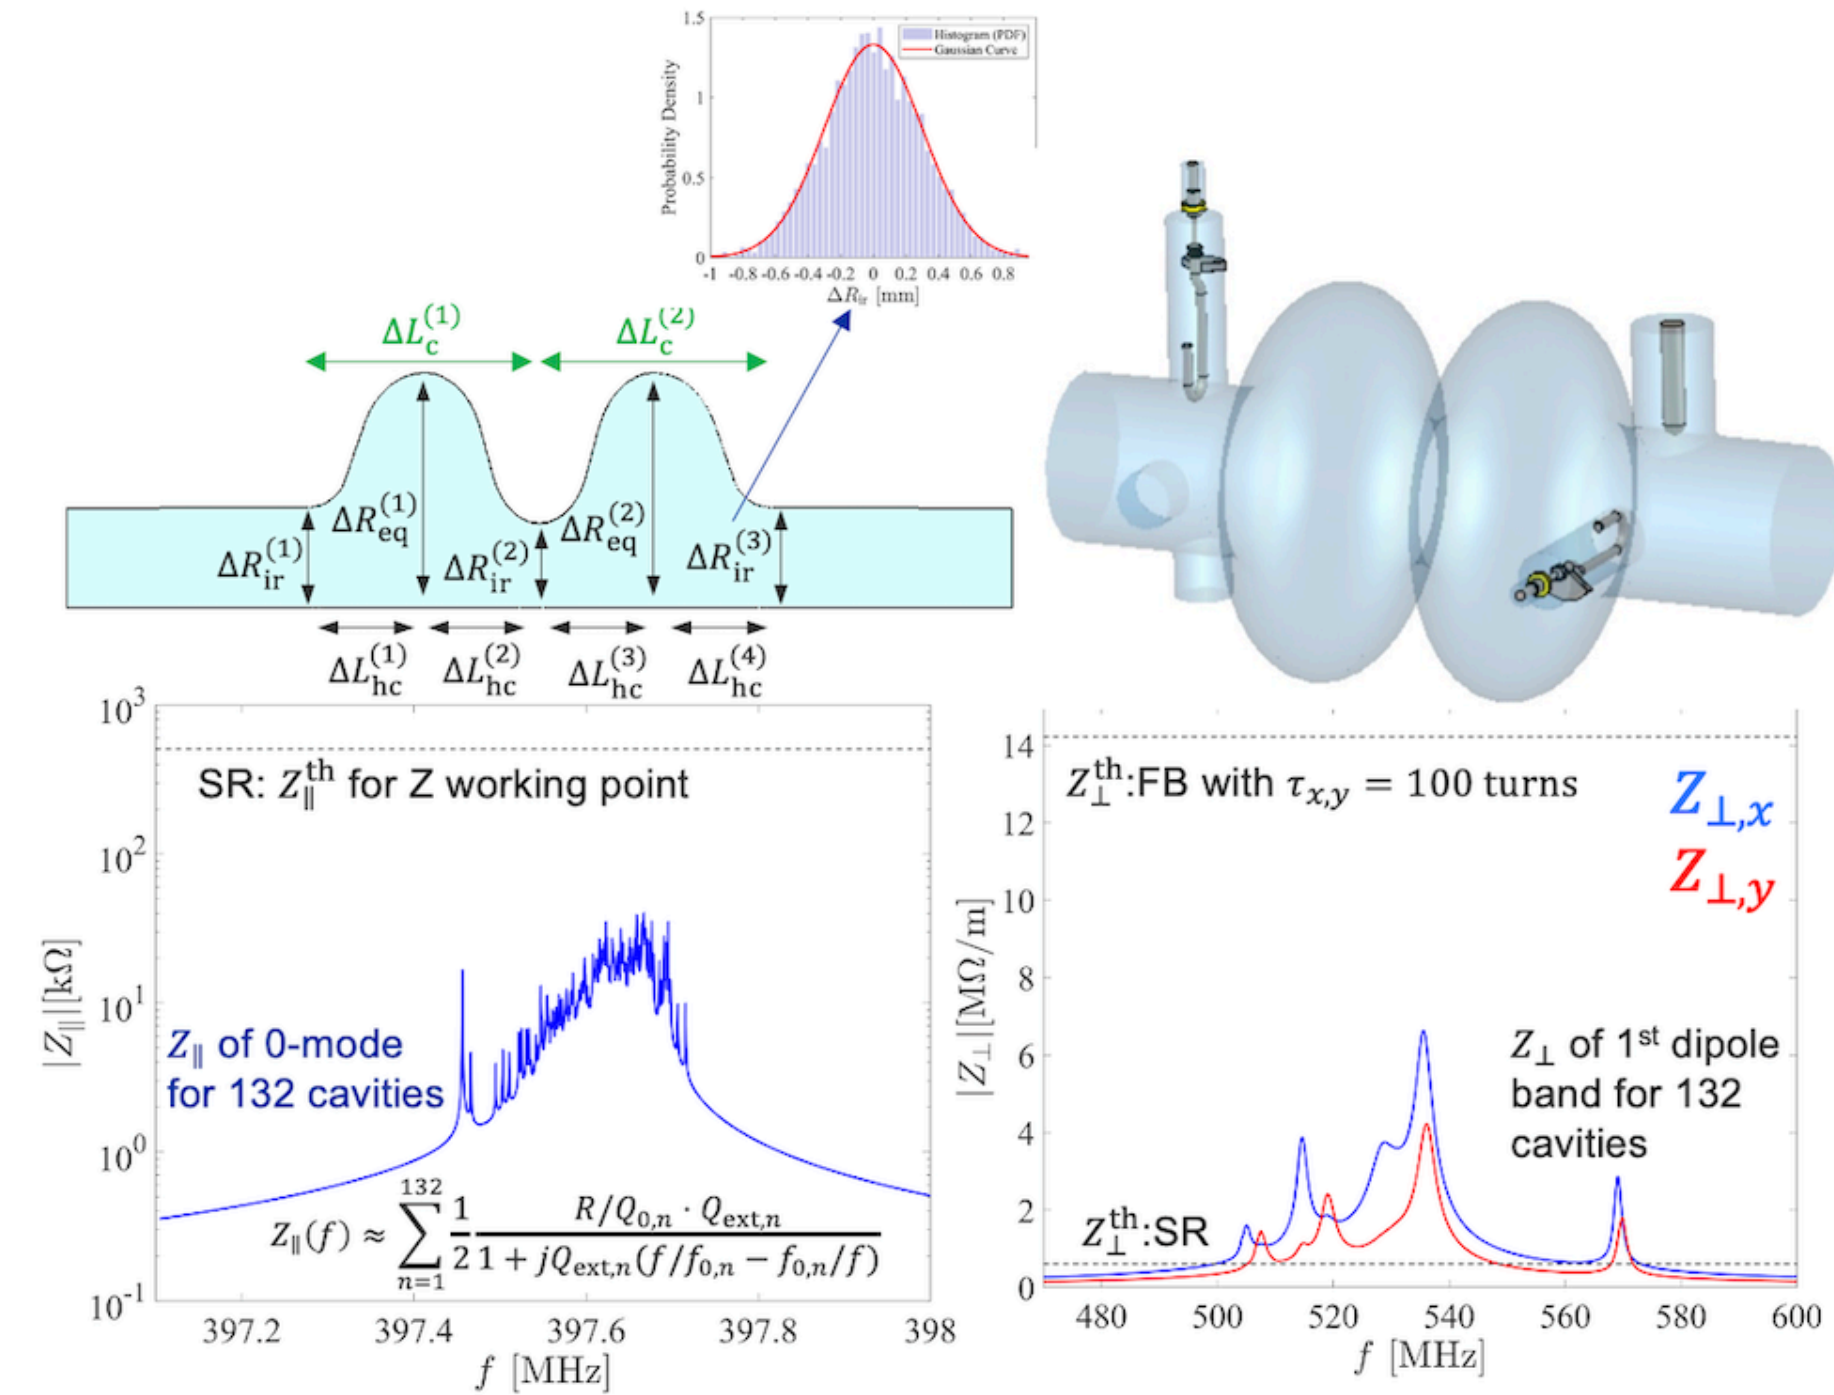 1.5
1
0.5
0
Probability Density
Histogram (PDF)
Gaussian Curve
-1 -0.8 -0.6 -0.4 -0.2 0 0.2 0.4 0.6 0.8
ΔR_ir [mm]
ΔL_c^(1)
ΔL_c^(2)
ΔR_ir^(1)
ΔR_eq^(1)
ΔR_ir^(2)
ΔR_eq^(2)
ΔR_ir^(3)
ΔL_hc^(1)
ΔL_hc^(2)
ΔL_hc^(3)
ΔL_hc^(4)
10^3
10^2
10^1
10^0
10^-1
|Z_∥|[kΩ]
SR: Z_∥^th for Z working point
Z_∥ of 0-mode
for 132 cavities
Z_∥(f) ≈ ∑_{n=1}^{132} 1/2 (R/Q_{0,n} · Q_{ext,n})/(1 + jQ_{ext,n}(f/f_{0,n} − f_{0,n}/f))
397.2 397.4 397.6 397.8 398
f [MHz]
14
12
10
8
6
4
2
0
|Z_⊥|[MΩ/m]
Z_⊥^th:FB with τ_{x,y} = 100 turns
Z_{⊥,x}
Z_{⊥,y}
Z_⊥ of 1st dipole
band for 132
cavities
Z_⊥^th:SR
480 500 520 540 560 580 600
f [MHz]